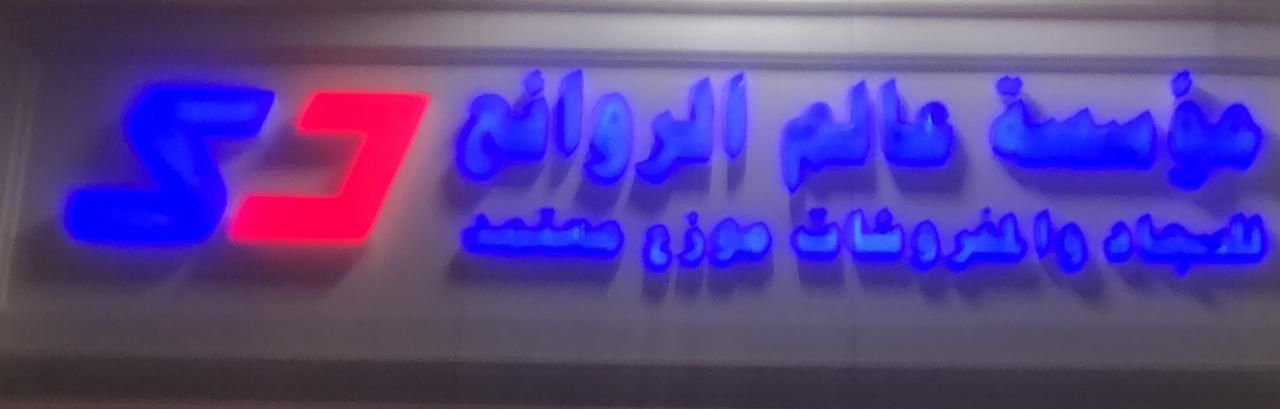 مؤسسة عالم الروائع
للسجاد والمفروشات موزع معتمد